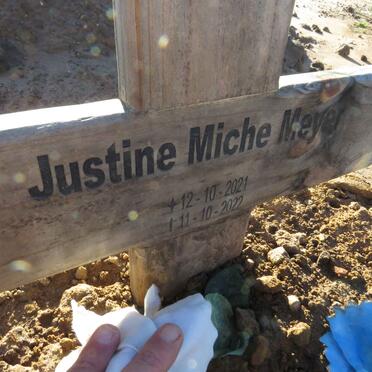 Justine Miche Meyer
† 12-10-2021
† 11-10-2022